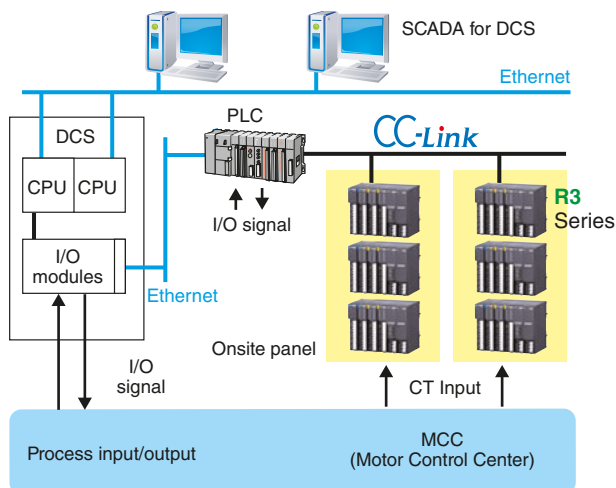 SCADA for DCS
Ethernet
PLC
CC-Link
DCS
CPU CPU
I/O signal
R3
Series
I/O
modules
Ethernet
I/O
signal
Onsite panel
CT Input
Process input/output
MCC
(Motor Control Center)